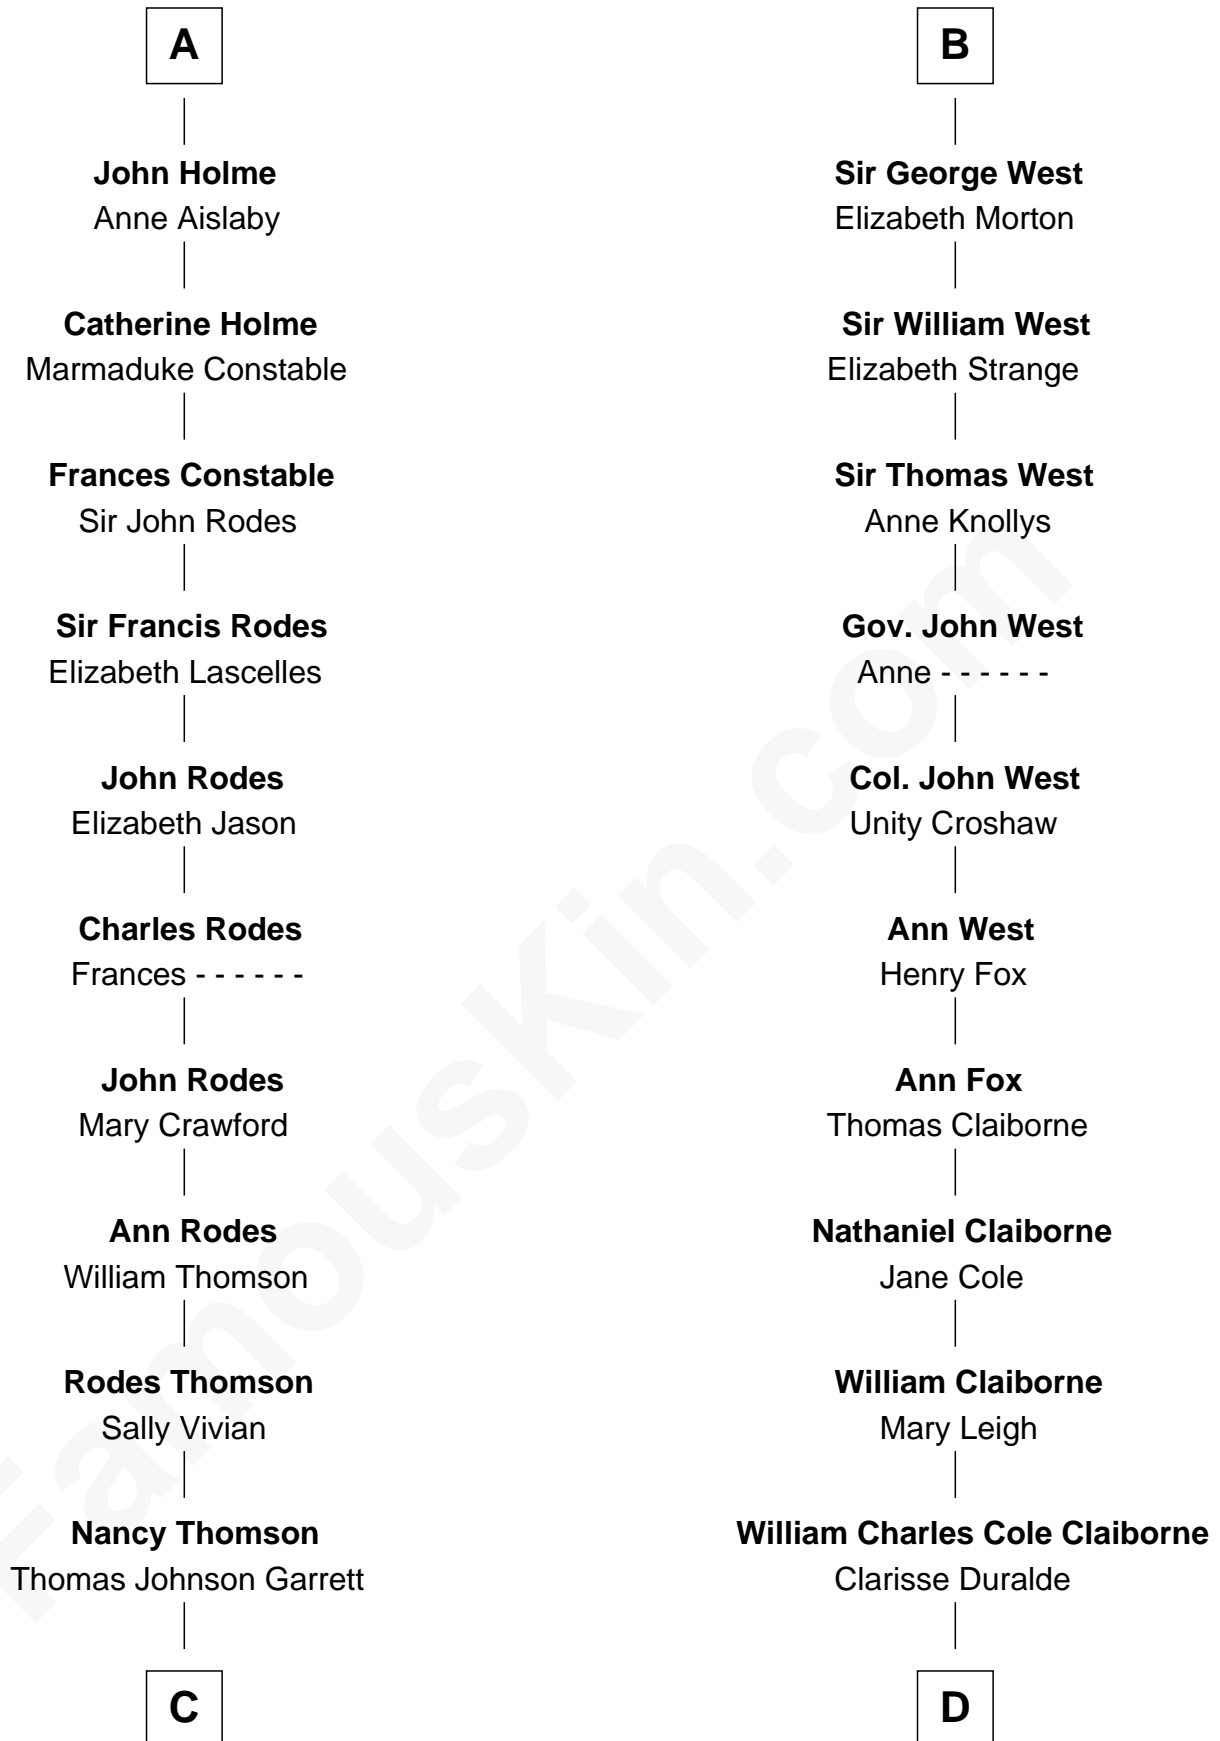 A
John Holme
Anne Aislaby
Catherine Holme
Marmaduke Constable
Frances Constable
Sir John Rodes
Sir Francis Rodes
Elizabeth Lascelles
John Rodes
Elizabeth Jason
Charles Rodes
Frances - - - - - -
John Rodes
Mary Crawford
Ann Rodes
William Thomson
Rodes Thomson
Sally Vivian
Nancy Thomson
Thomas Johnson Garrett
C
B
Sir George West
Elizabeth Morton
Sir William West
Elizabeth Strange
Sir Thomas West
Anne Knollys
Gov. John West
Anne - - - - - -
Col. John West
Unity Croshaw
Ann West
Henry Fox
Ann Fox
Thomas Claiborne
Nathaniel Claiborne
Jane Cole
William Claiborne
Mary Leigh
William Charles Cole Claiborne
Clarisse Duralde
D
FamousKin.com